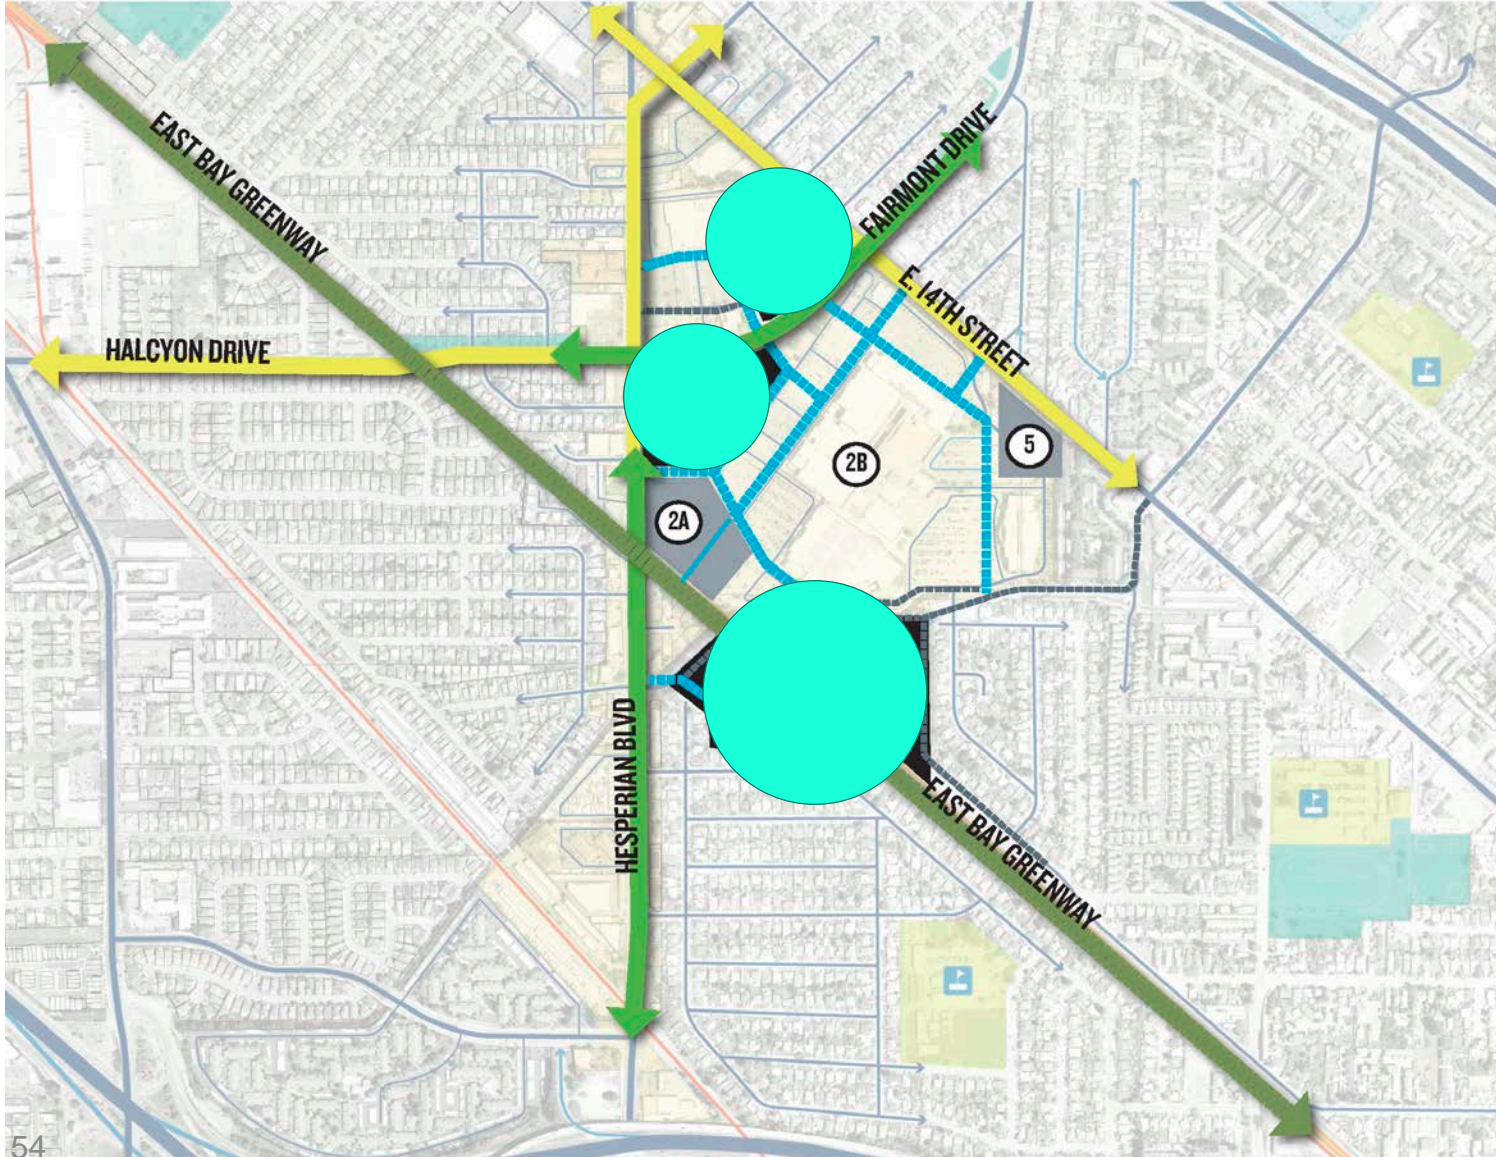 EAST BAY GREENWAY
FAIRMONT DRIVE
E. 14TH STREET
HALCYON DRIVE
5
2B
2A
HESPERIAN BLVD
EAST BAY GREENWAY
54